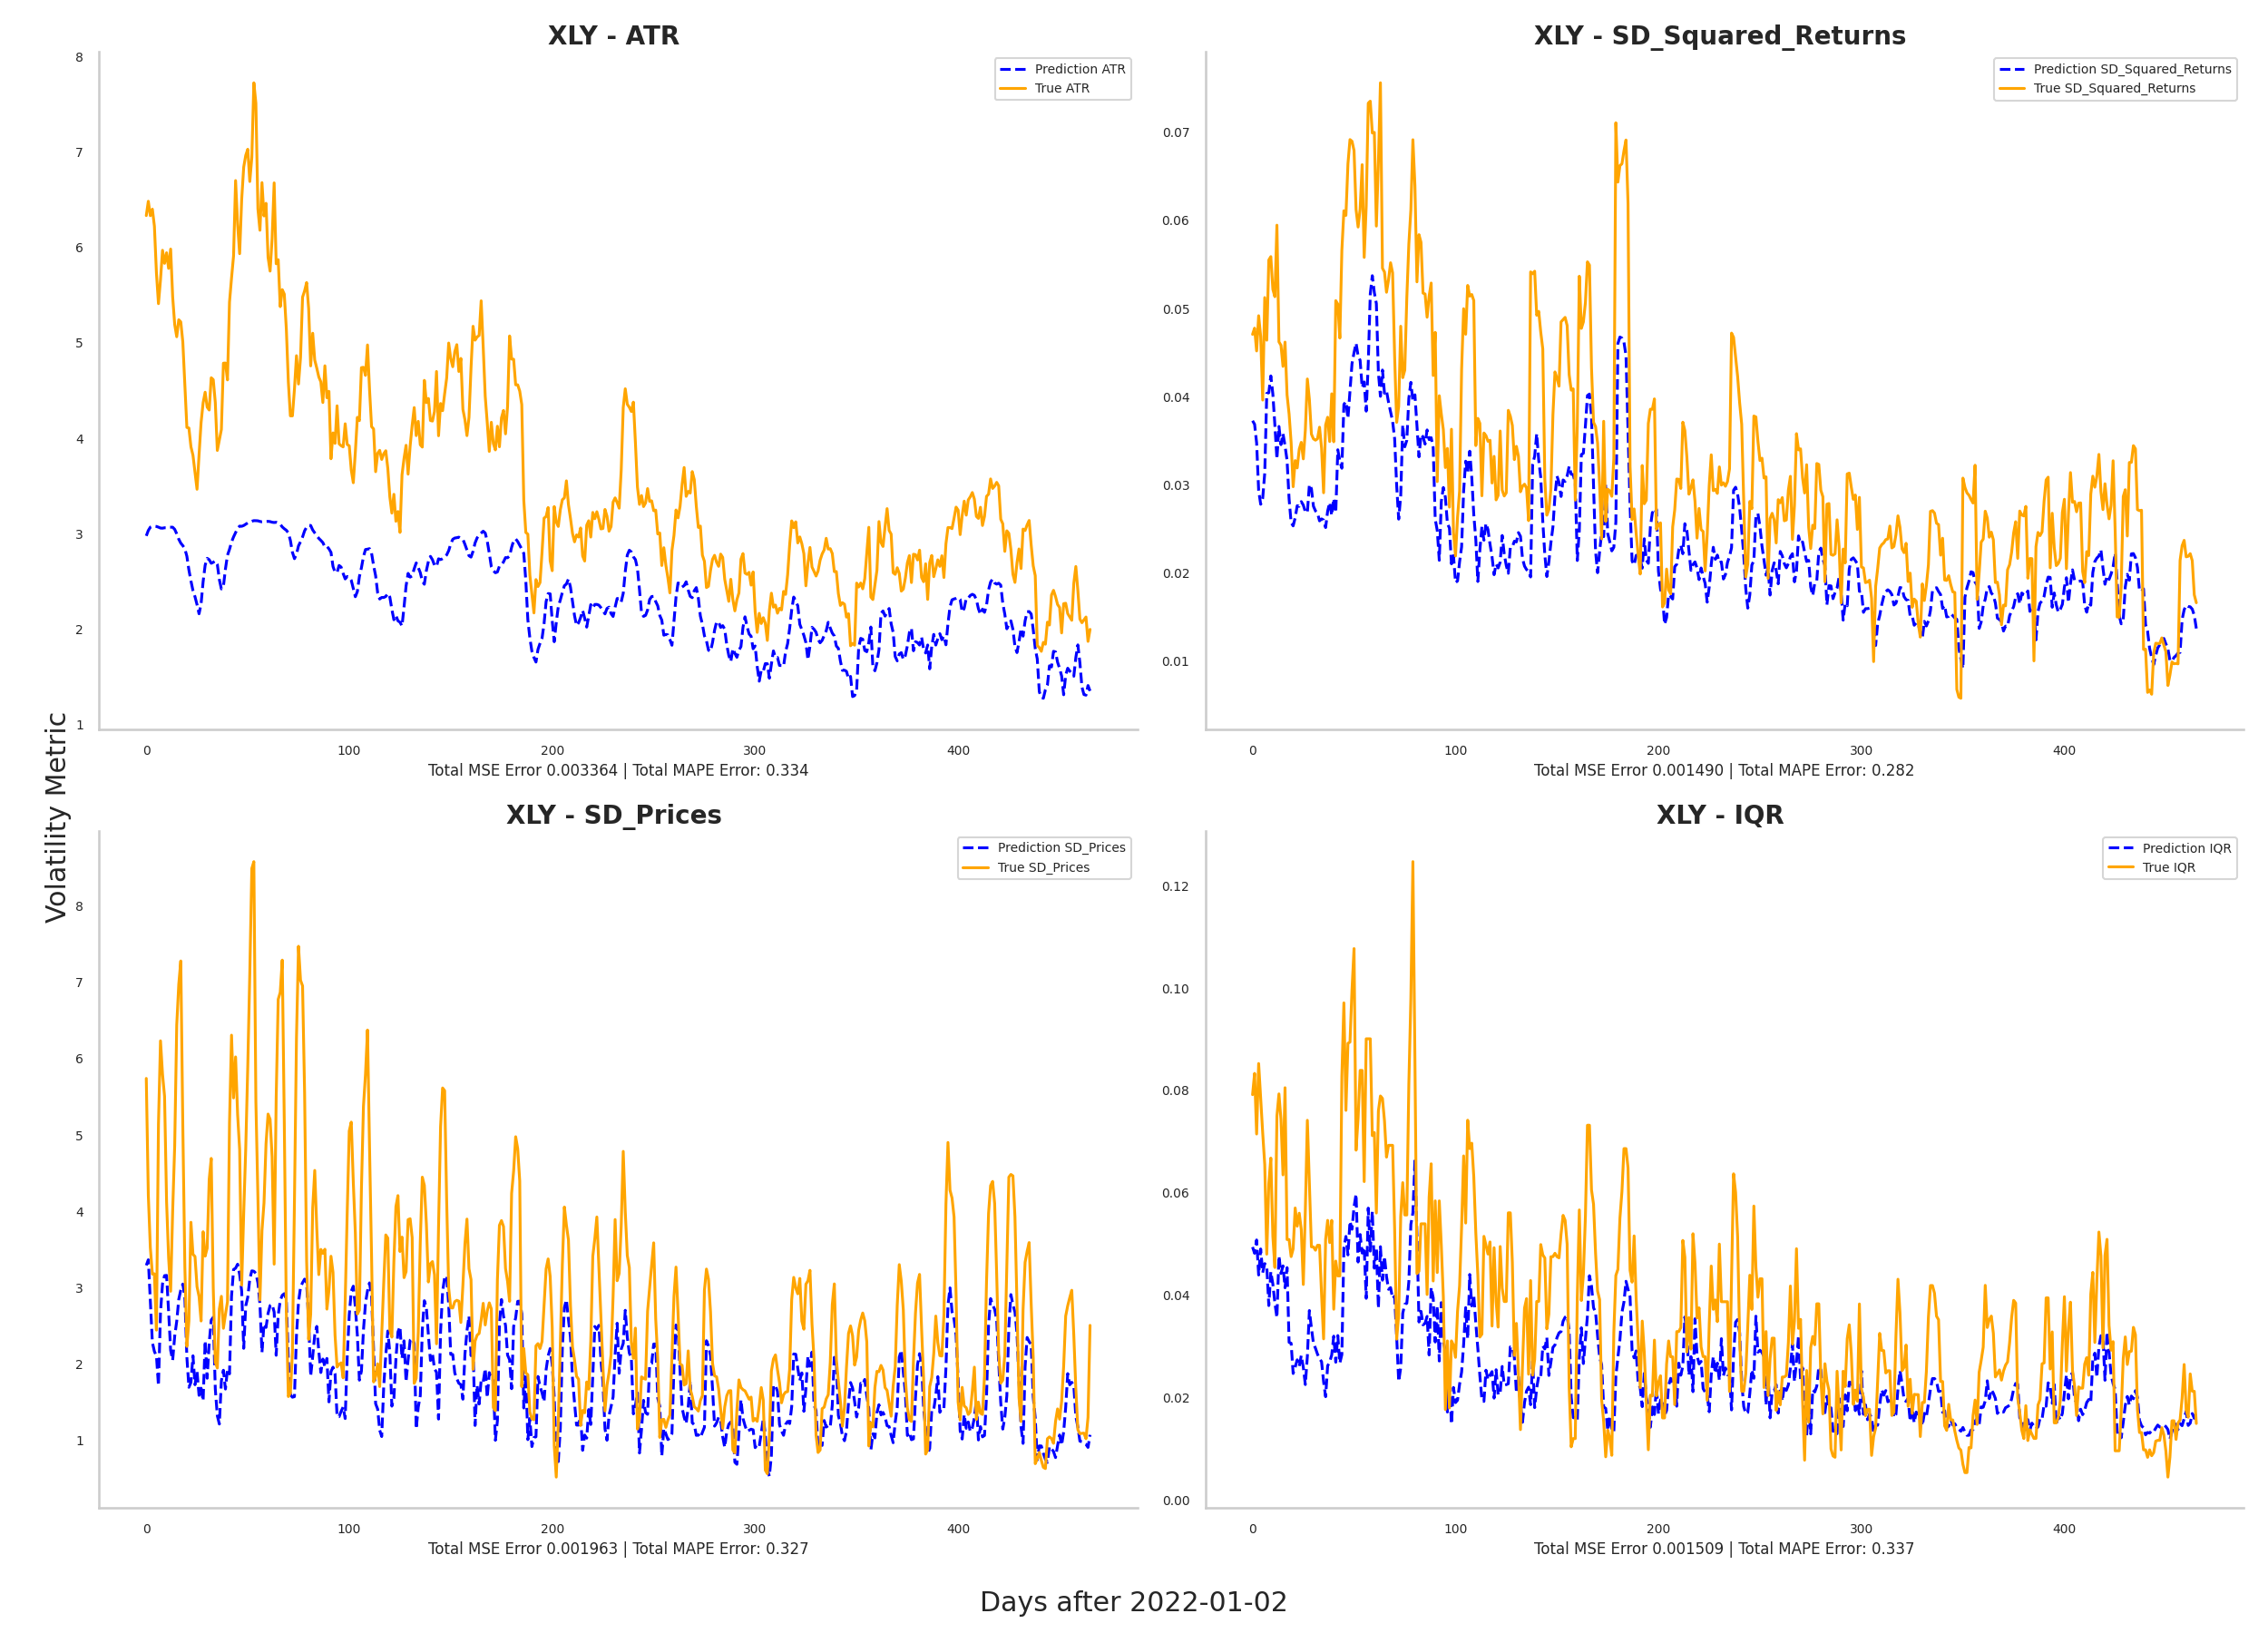 XLY - ATR
Prediction ATR
True ATR
8
7
6
5
4
3
2
1
0 100 200 300 400
Total MSE Error 0.003364 | Total MAPE Error: 0.334
XLY - SD_Squared_Returns
Prediction SD_Squared_Returns
True SD_Squared_Returns
0.07
0.06
0.05
0.04
0.03
0.02
0.01
0 100 200 300 400
Total MSE Error 0.001490 | Total MAPE Error: 0.282
Volatility Metric
XLY - SD_Prices
Prediction SD_Prices
True SD_Prices
8
7
6
5
4
3
2
1
0 100 200 300 400
Total MSE Error 0.001963 | Total MAPE Error: 0.327
XLY - IQR
Prediction IQR
True IQR
0.12
0.10
0.08
0.06
0.04
0.02
0.00
0 100 200 300 400
Total MSE Error 0.001509 | Total MAPE Error: 0.337
Days after 2022-01-02